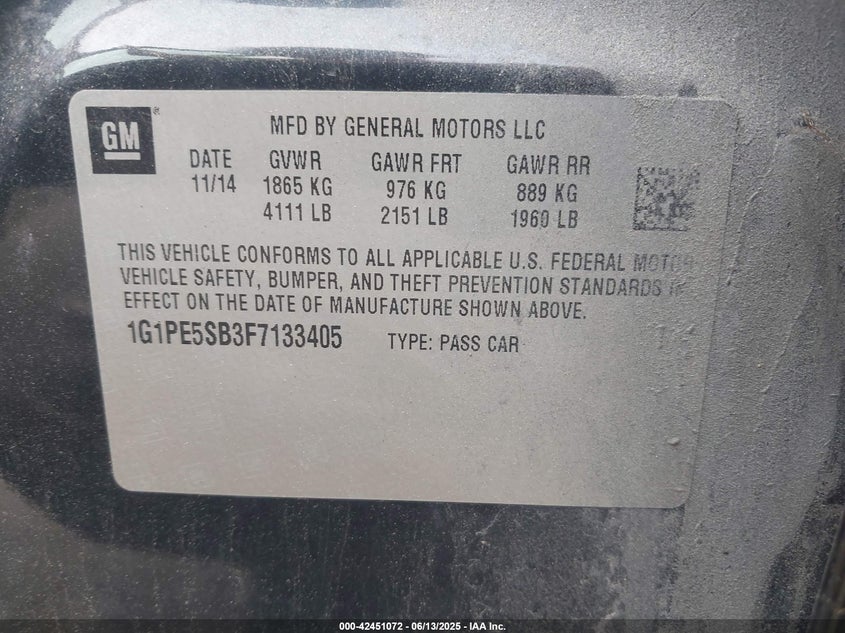 GM
MFD BY GENERAL MOTORS LLC
DATE GVWR GAWR FRT GAWR RR
11/14 1865 KG 976 KG 889 KG
4111 LB 2151 LB 1960 LB
THIS VEHICLE CONFORMS TO ALL APPLICABLE U.S. FEDERAL MOTOR
VEHICLE SAFETY, BUMPER, AND THEFT PREVENTION STANDARDS IN
EFFECT ON THE DATE OF MANUFACTURE SHOWN ABOVE.
1G1PE5SB3F7133405 TYPE: PASS CAR
000-42451072 - 06/13/2025 - IAA Inc.